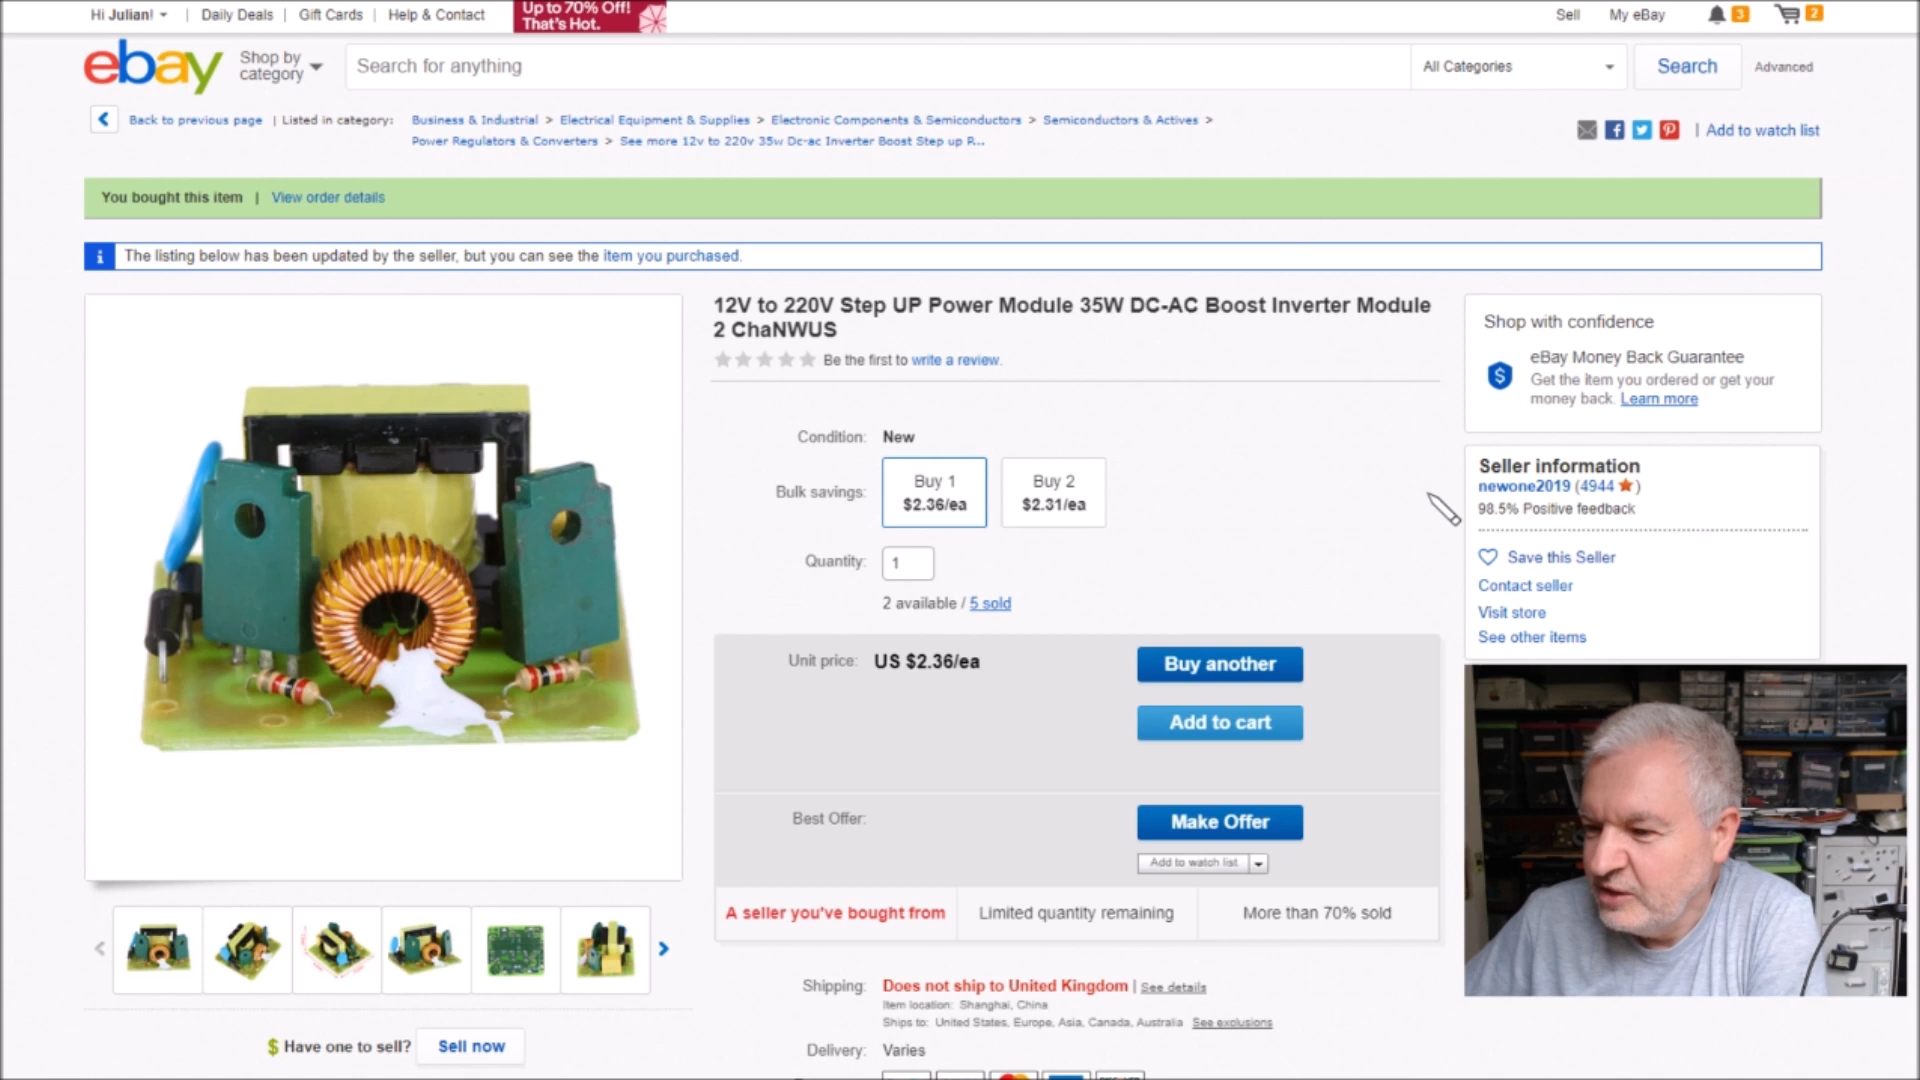 Hi Julian!
Daily Deals
Gift Cards
Help & Contact
Up to 70% Off!
That's Hot.
Sell
My eBay
3
2
ebay
Shop by
category
Search for anything
All Categories
Search
Advanced
Back to previous page | Listed in category:
Business & Industrial > Electrical Equipment & Supplies > Electronic Components & Semiconductors > Semiconductors & Actives >
Power Regulators & Converters > See more 12v to 220v 35w Dc-ac Inverter Boost Step up P...
| Add to watch list
You bought this item | View order details
i The listing below has been updated by the seller, but you can see the item you purchased.
12V to 220V Step UP Power Module 35W DC-AC Boost Inverter Module
2 ChaNWUS
Be the first to write a review.
Condition: New
Bulk savings:
Buy 1
$2.36/ea
Buy 2
$2.31/ea
Quantity: 1
2 available / 5 sold
Unit price: US $2.36/ea
Buy another
Add to cart
Best Offer:
Make Offer
Add to watch list
A seller you've bought from
Limited quantity remaining
More than 70% sold
Shipping: Does not ship to United Kingdom | See details
Item location: Shanghai, China
Ships to: United States, Europe, Asia, Canada, Australia See exclusions
Delivery: Varies
Shop with confidence
eBay Money Back Guarantee
Get the item you ordered or get your
money back. Learn more
Seller information
newone2019 (4944 ★)
98.5% Positive feedback
Save this Seller
Contact seller
Visit store
See other items
$ Have one to sell? Sell now